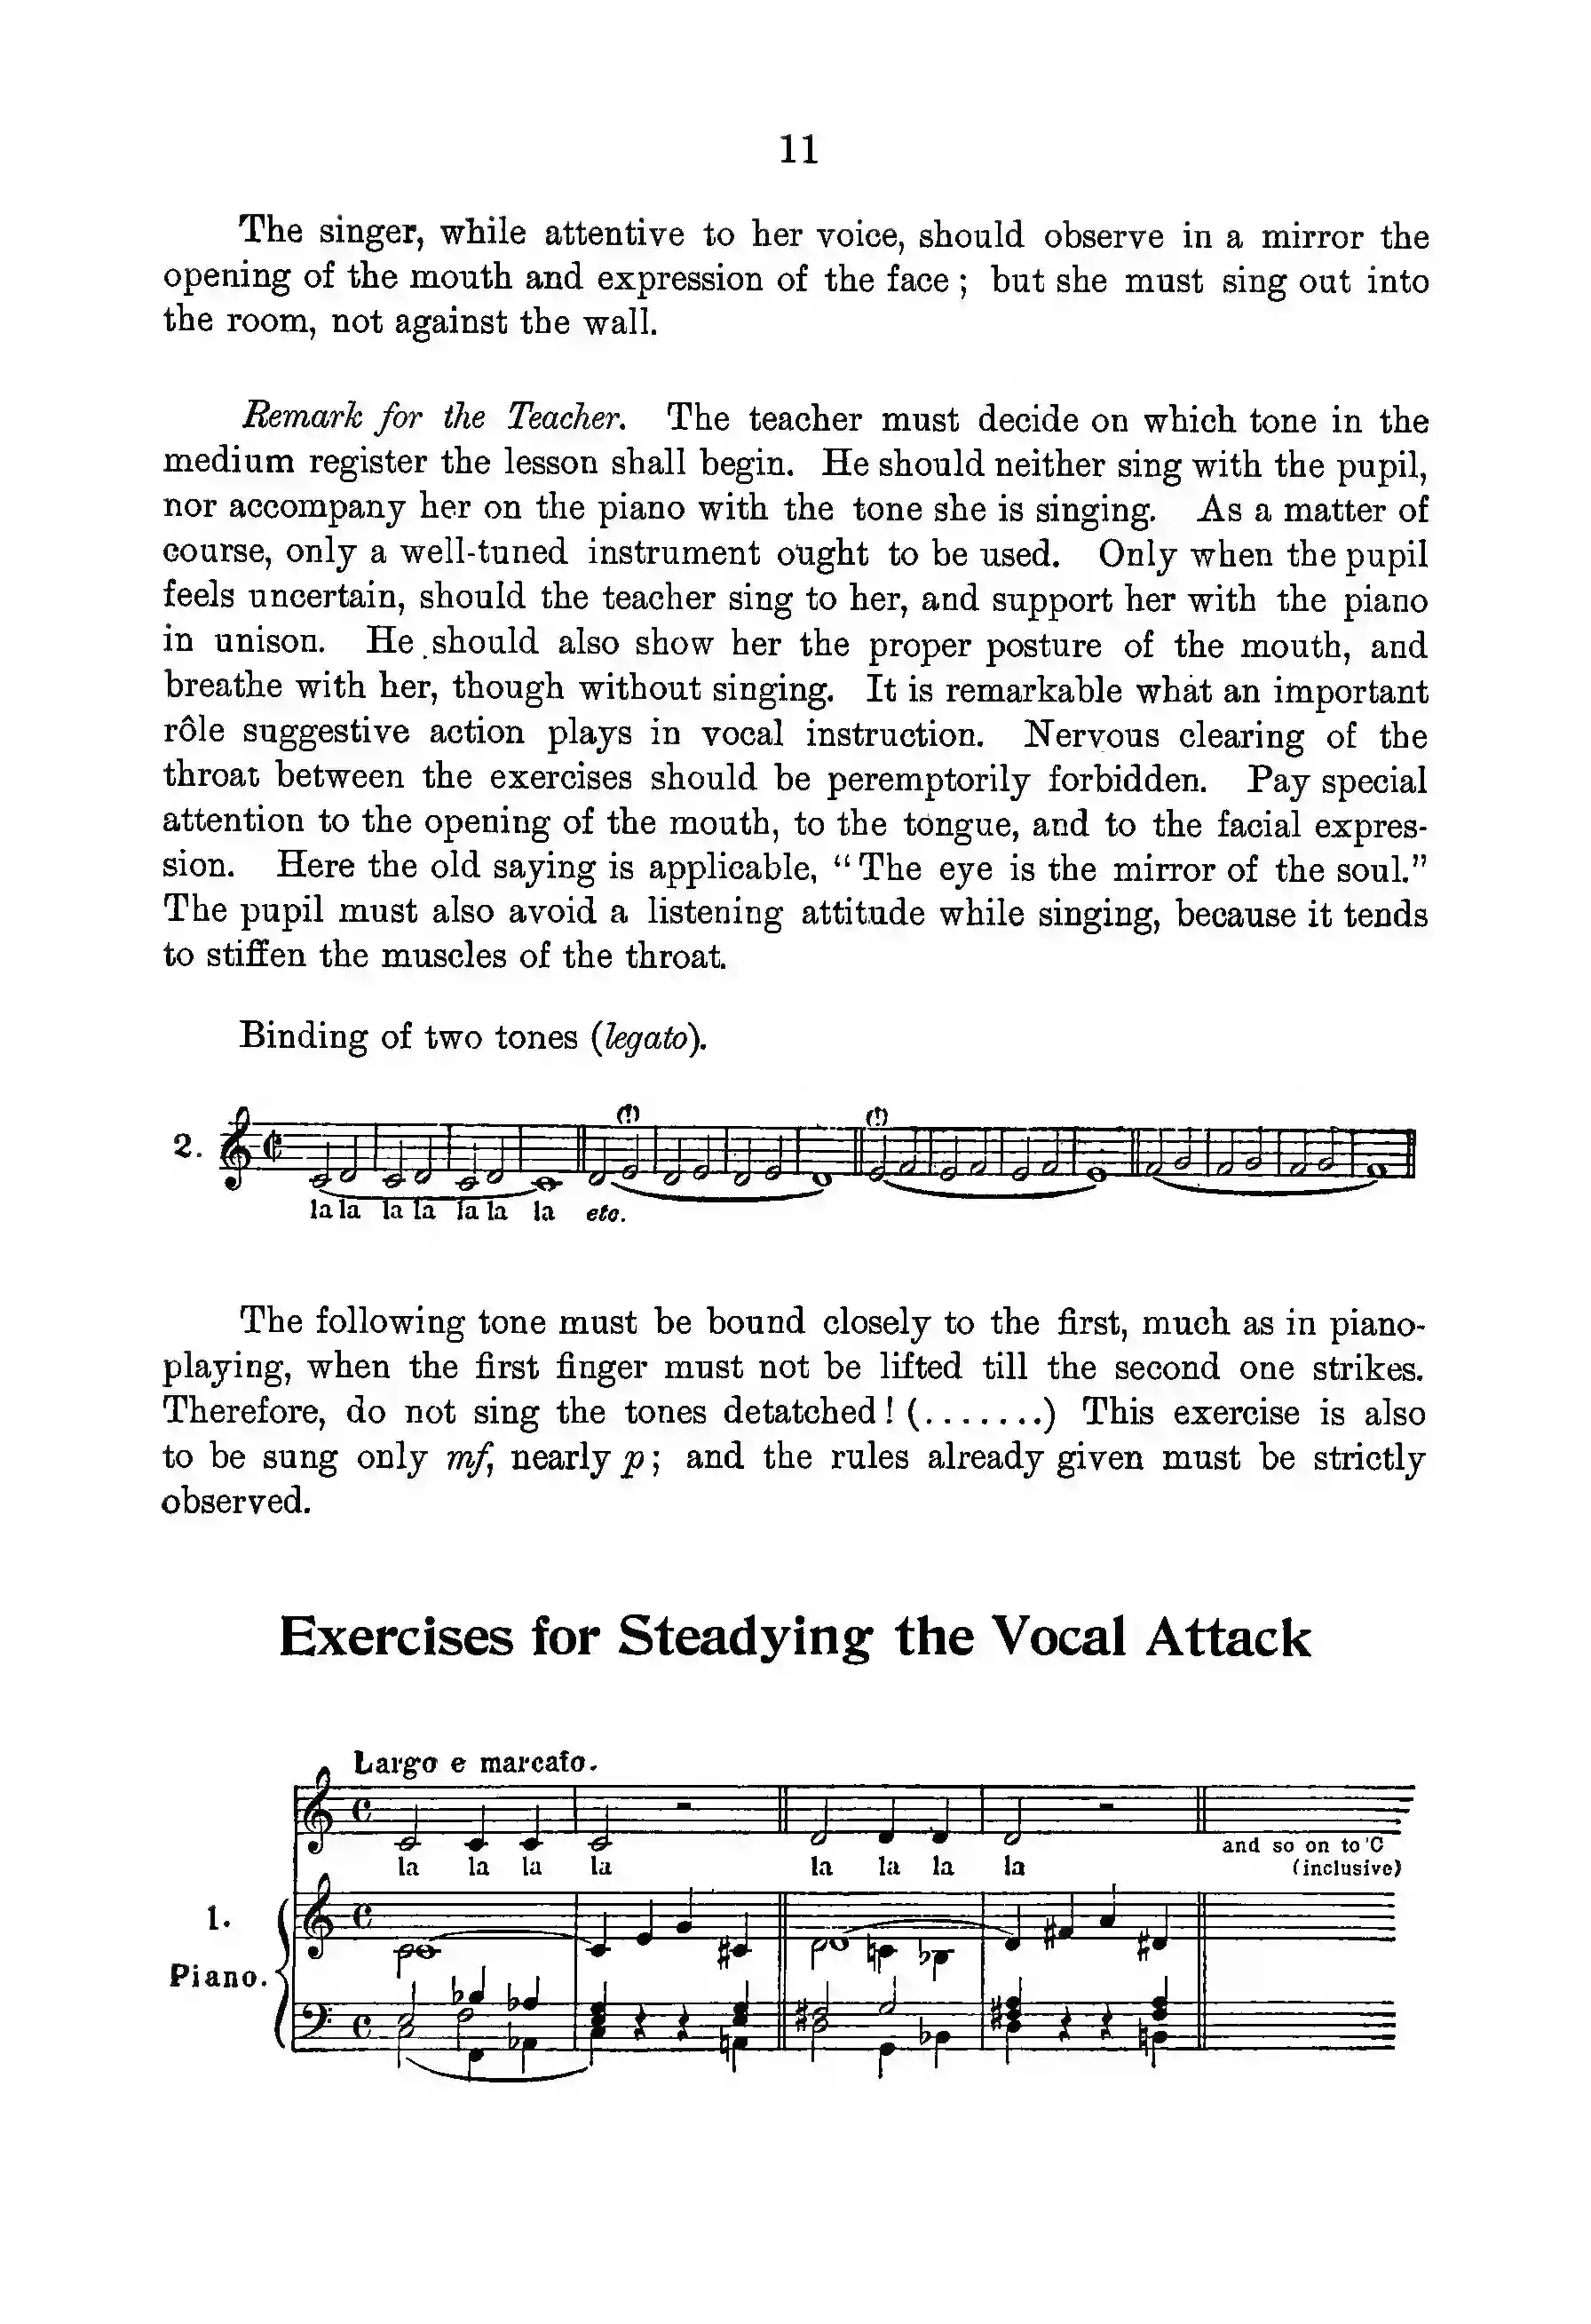 11
The singer, while attentive to her voice, should observe in a mirror the
opening of the mouth and expression of the face ; but she must sing out into
the room, not against the wall.
Remark for the Teacher. The teacher must decide on which tone in the
medium register the lesson shall begin. He should neither sing with the pupil,
nor accompany her on the piano with the tone she is singing. As a matter of
course, only a well-tuned instrument ought to be used. Only when the pupil
feels uncertain, should the teacher sing to her, and support her with the piano
in unison. He should also show her the proper posture of the mouth, and
breathe with her, though without singing. It is remarkable what an important
rôle suggestive action plays in vocal instruction. Nervous clearing of the
throat between the exercises should be peremptorily forbidden. Pay special
attention to the opening of the mouth, to the tongue, and to the facial expres-
sion. Here the old saying is applicable, “The eye is the mirror of the soul.”
The pupil must also avoid a listening attitude while singing, because it tends
to stiffen the muscles of the throat.
Binding of two tones (legato).
(!) (!)
2.
la la la la la la la etc.
The following tone must be bound closely to the first, much as in piano-
playing, when the first finger must not be lifted till the second one strikes.
Therefore, do not sing the tones detatched! (.......) This exercise is also
to be sung only mf, nearly p; and the rules already given must be strictly
observed.
Exercises for Steadying the Vocal Attack
Largo e marcato.
and so on to C
la la la la la la la la (inclusive)
1.
Piano.